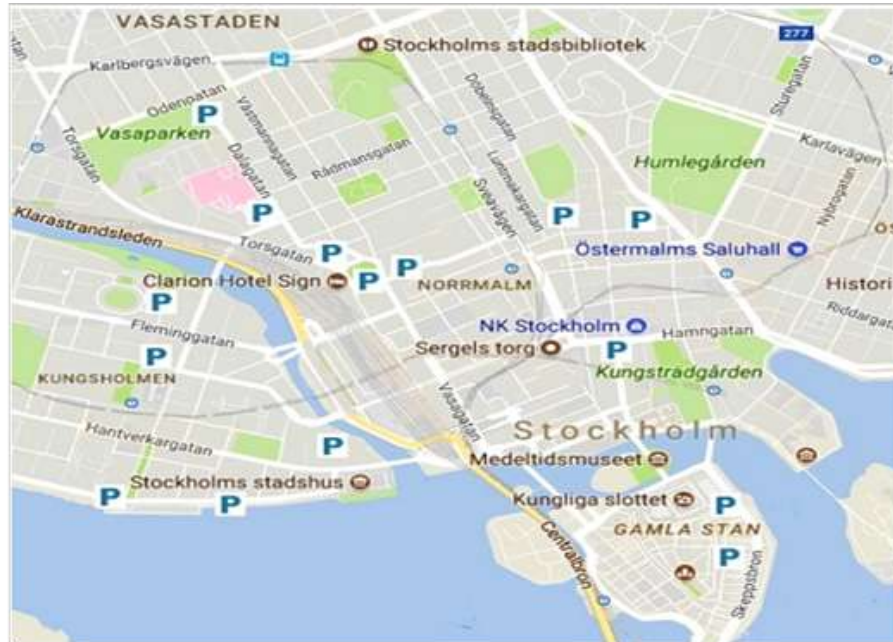 VASASTADEN
277
Stockholms stadsbibliotek
Karlbergsvägen
Odenpatan
Döbelnsgatan
Sturegatan
P
Vasaparken
Västmannagatan
Torsgatan
Dalagatan
Rådmansgatan
Luntmakargatan
Sveavägen
Humlegården
Karlavägen
Nybrogatan
P
P
P
Klarastrandsleden
Torsgatan
P
P
P
Clarion Hotel Sign
NORRMALM
Östermalms Saluhall
ÖS
Histori
P
Fleminggatan
P
NK Stockholm
Hamngatan
Riddargatan
Sergels torg
P
KUNGSHOLMEN
Kungsträdgården
Vasagatan
Hantverkargatan
P
Stockholm
Medeltidsmuseet
Stockholms stadshus
P
P
Kungliga slottet
P
GAMLA STAN
P
Centralbron
Skeppsbron